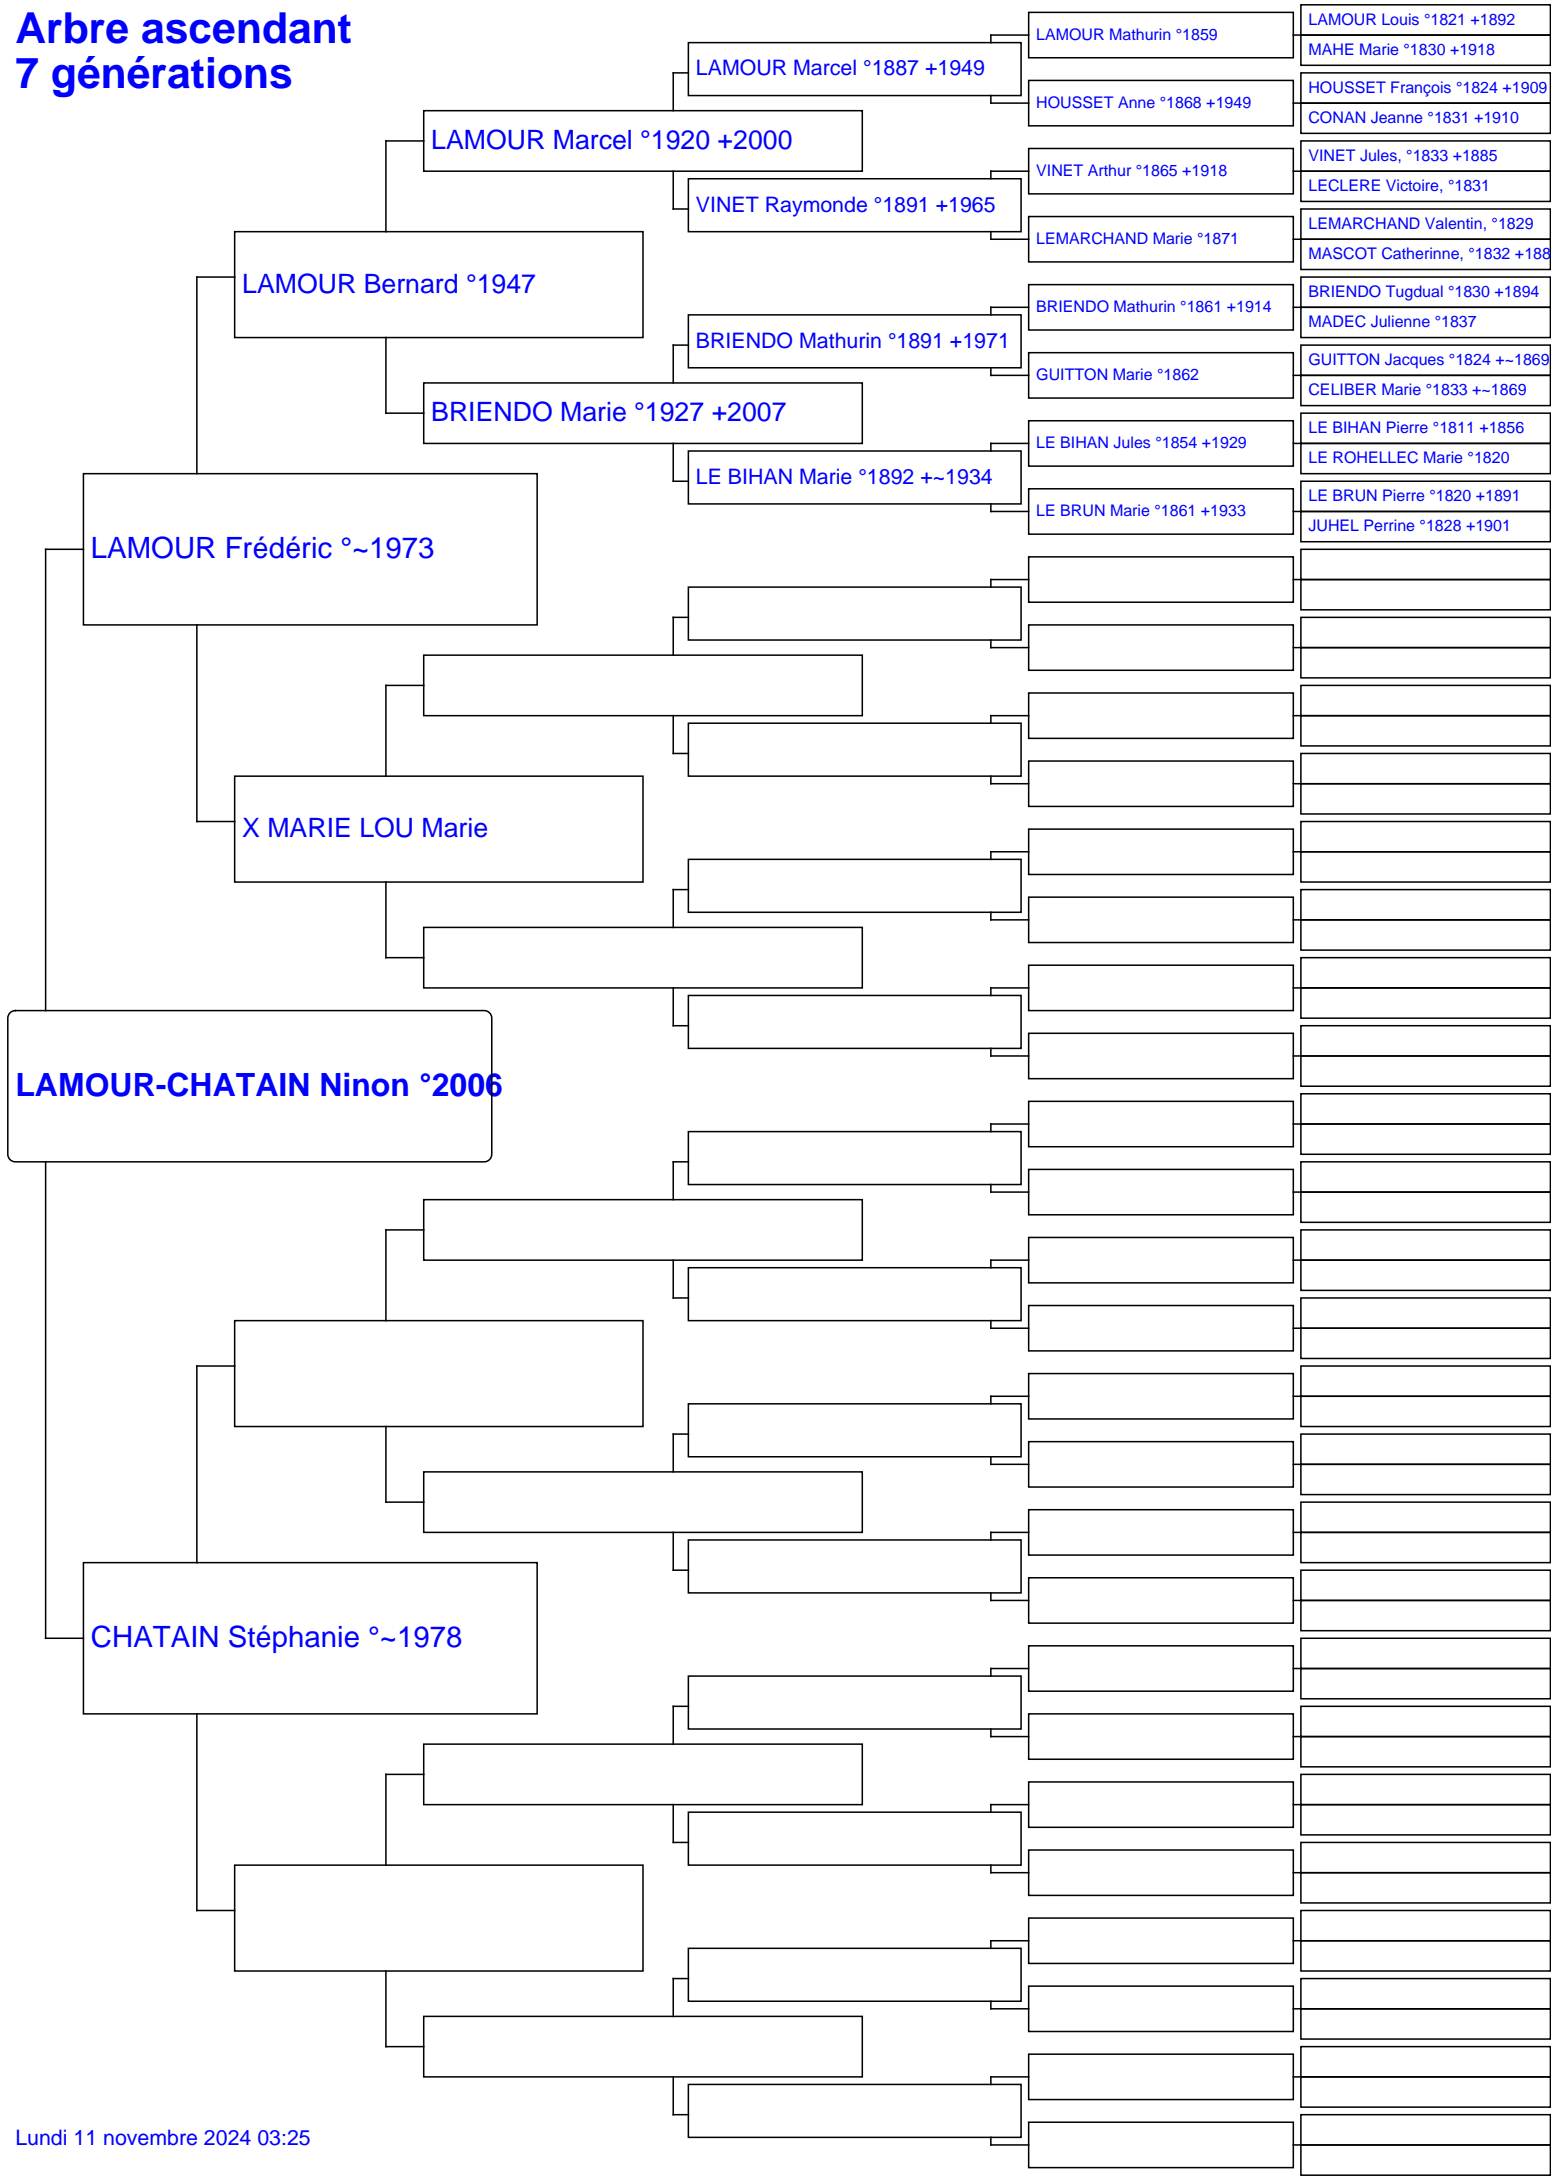 Arbre ascendant
7 générations
LAMOUR-CHATAIN Ninon °2006
LAMOUR Frédéric °~1973
CHATAIN Stéphanie °~1978
LAMOUR Bernard °1947
X MARIE LOU Marie
LAMOUR Marcel °1920 +2000
BRIENDO Marie °1927 +2007
LAMOUR Marcel °1887 +1949
VINET Raymonde °1891 +1965
BRIENDO Mathurin °1891 +1971
LE BIHAN Marie °1892 +~1934
LAMOUR Mathurin °1859
HOUSSET Anne °1868 +1949
VINET Arthur °1865 +1918
LEMARCHAND Marie °1871
BRIENDO Mathurin °1861 +1914
GUITTON Marie °1862
LE BIHAN Jules °1854 +1929
LE BRUN Marie °1861 +1933
LAMOUR Louis °1821 +1892
MAHE Marie °1830 +1918
HOUSSET François °1824 +1909
CONAN Jeanne °1831 +1910
VINET Jules, °1833 +1885
LECLERE Victoire, °1831
LEMARCHAND Valentin, °1829
MASCOT Catherinne, °1832 +188
BRIENDO Tugdual °1830 +1894
MADEC Julienne °1837
GUITTON Jacques °1824 +~1869
CELIBER Marie °1833 +~1869
LE BIHAN Pierre °1811 +1856
LE ROHELLEC Marie °1820
LE BRUN Pierre °1820 +1891
JUHEL Perrine °1828 +1901
Lundi 11 novembre 2024 03:25